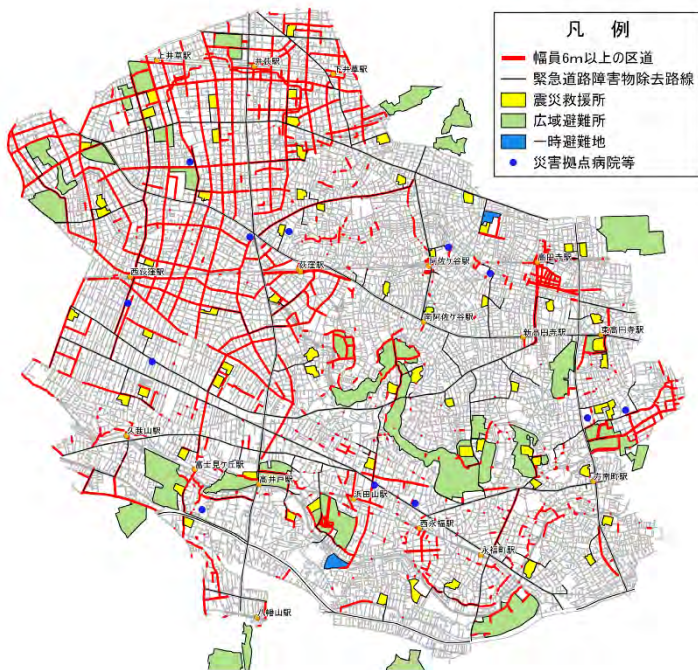 凡 例
幅員6m以上の区道
緊急道路障害物除去路線
震災救援所
広域避難所
一時避難地
災害拠点病院等
上井草駅
井荻駅
下井草駅
西荻窪駅
荻窪駅
阿佐ケ谷駅
高円寺駅
南阿佐ケ谷駅
新高円寺駅
東高円寺駅
久我山駅
富士見ケ丘駅
高井戸駅
浜田山駅
西永福駅
永福町駅
方南町駅
八幡山駅